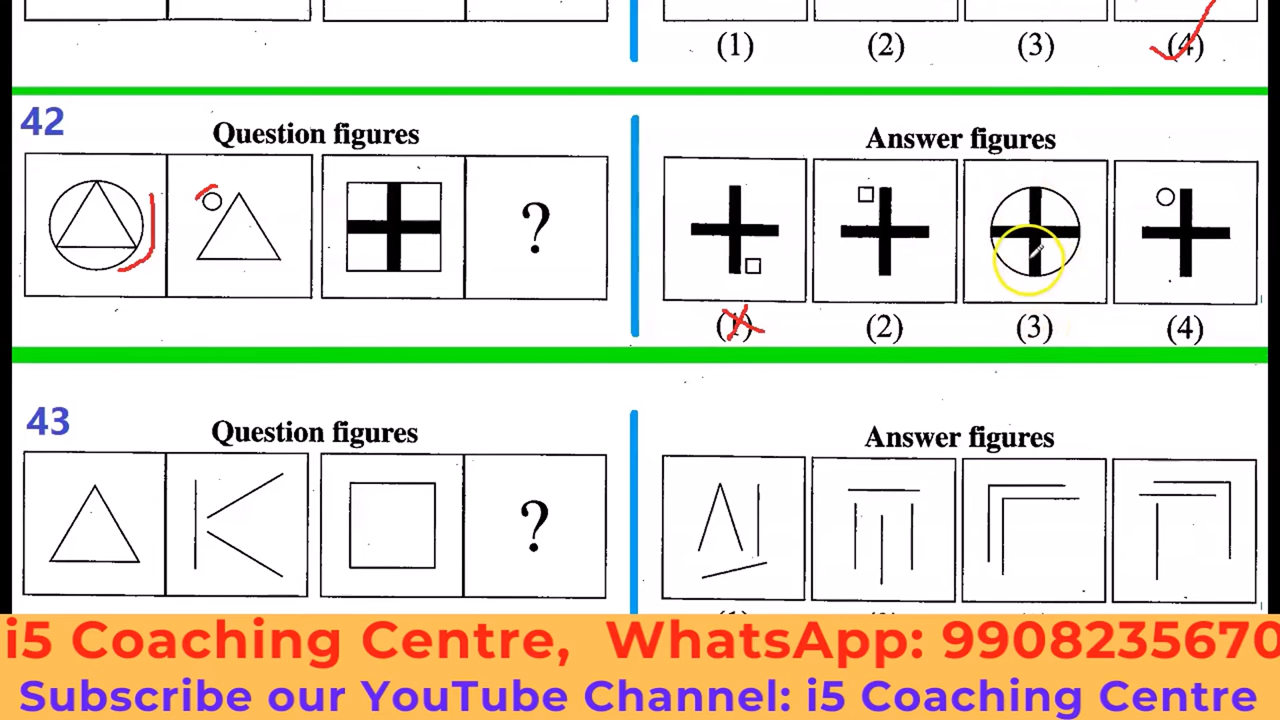 (1) (2) (3) (4)
42
Question figures
Answer figures
?
(1) (2) (3) (4)
43
Question figures
Answer figures
?
i5 Coaching Centre, WhatsApp: 9908235670
Subscribe our YouTube Channel: i5 Coaching Centre